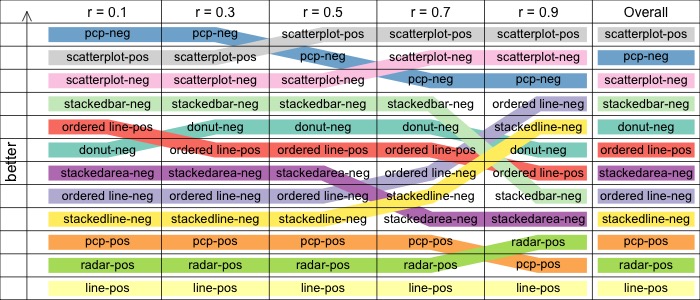 r = 0.1 r = 0.3 r = 0.5 r = 0.7 r = 0.9 Overall
pcp-neg pcp-neg scatterplot-pos scatterplot-pos scatterplot-pos scatterplot-pos
scatterplot-pos scatterplot-pos pcp-neg scatterplot-neg scatterplot-neg pcp-neg
scatterplot-neg scatterplot-neg scatterplot-neg pcp-neg pcp-neg scatterplot-neg
stackedbar-neg stackedbar-neg stackedbar-neg stackedbar-neg ordered line-neg stackedbar-neg
ordered line-pos donut-neg donut-neg donut-neg stackedline-neg donut-neg
donut-neg ordered line-pos ordered line-pos ordered line-pos donut-neg ordered line-pos
stackedarea-neg stackedarea-neg stackedarea-neg ordered line-neg ordered line-pos stackedarea-neg
ordered line-neg ordered line-neg ordered line-neg stackedline-neg stackedbar-neg ordered line-neg
stackedline-neg stackedline-neg stackedline-neg stackedarea-neg stackedarea-neg stackedline-neg
pcp-pos pcp-pos pcp-pos pcp-pos radar-pos pcp-pos
radar-pos radar-pos radar-pos radar-pos pcp-pos radar-pos
line-pos line-pos line-pos line-pos line-pos line-pos
better